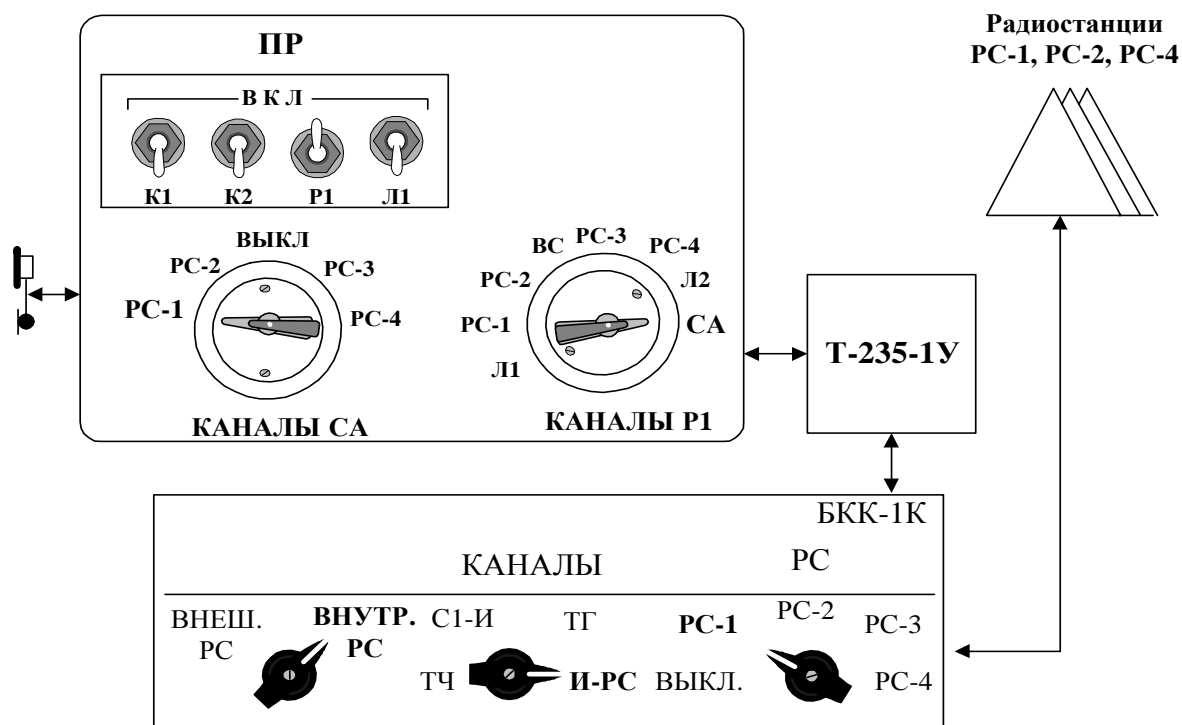 Радиостанции
РС-1, РС-2, РС-4
ПР
В К Л
К1 К2 Р1 Л1
ВЫКЛ
РС-2 РС-3
РС-1 РС-4
КАНАЛЫ СА
ВС РС-3 РС-4
РС-2 Л2
РС-1 СА
Л1
КАНАЛЫ Р1
Т-235-1У
БКК-1К
КАНАЛЫ РС
ВНЕШ. РС
ВНУТР. РС
С1-И ТГ
ТЧ И-РС
РС-1 РС-2 РС-3
ВЫКЛ. РС-4